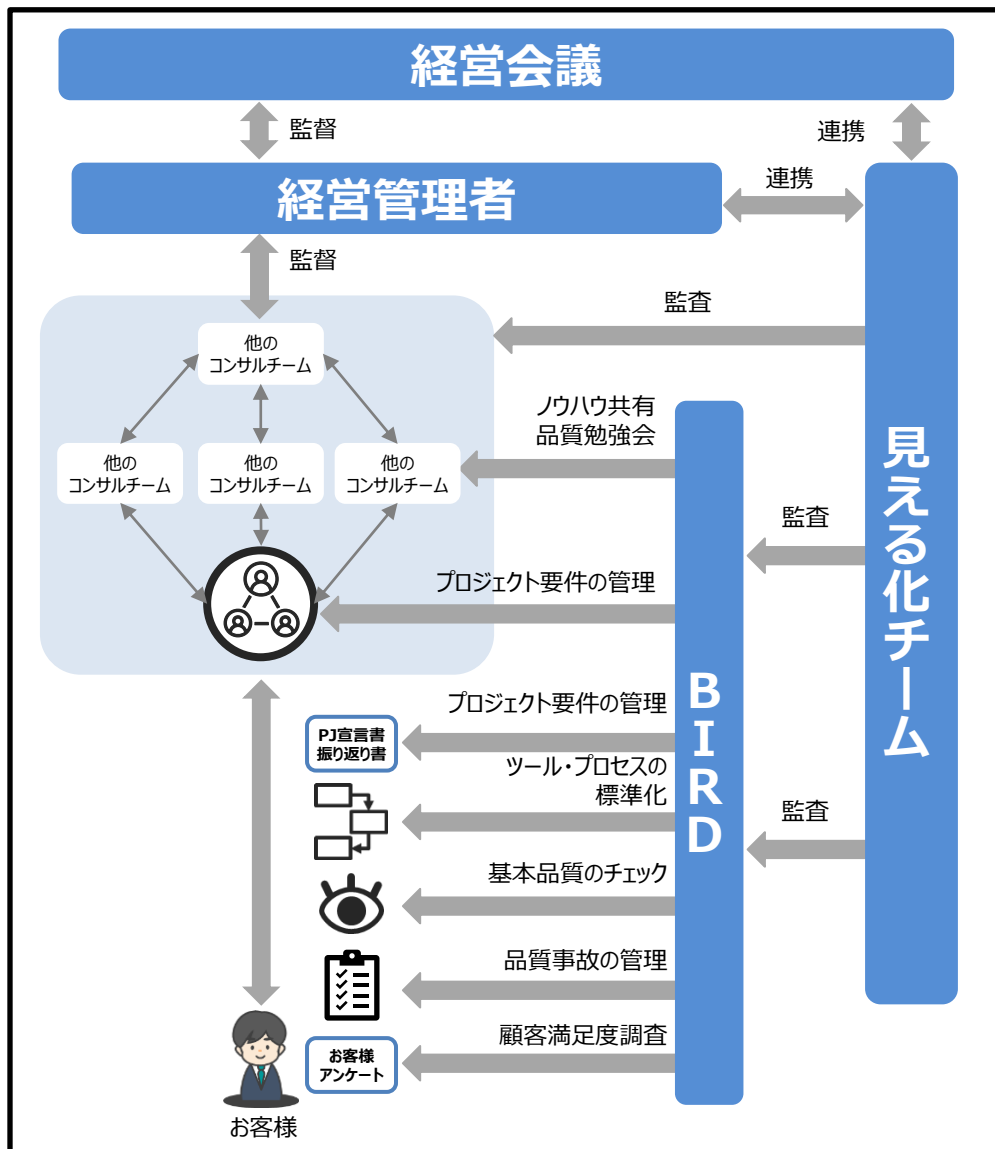 経営会議
監督
連携
経営管理者
連携
監督
監査
他の
コンサルチーム
ノウハウ共有
品質勉強会
他の
コンサルチーム
他の
コンサルチーム
他の
コンサルチーム
見える化チーム
監査
プロジェクト要件の管理
BIRD
プロジェクト要件の管理
PJ宣言書
振り返り書
ツール・プロセスの
標準化
監査
基本品質のチェック
品質事故の管理
顧客満足度調査
お客様
アンケート
お客様